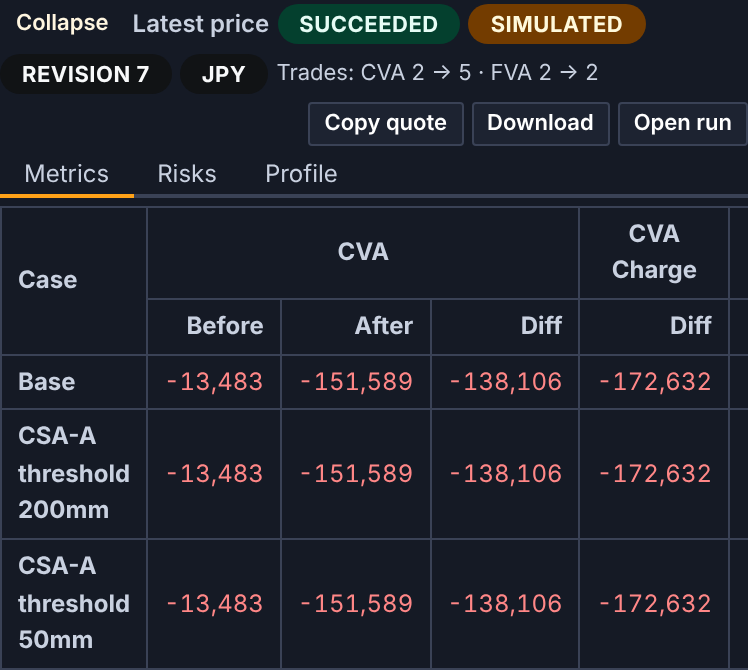 Collapse Latest price SUCCEEDED SIMULATED
REVISION 7 JPY Trades: CVA 2 → 5 · FVA 2 → 2
Copy quote Download Open run
Metrics Risks Profile
Case CVA CVA Charge
Before After Diff Diff
Base -13,483 -151,589 -138,106 -172,632
CSA-A threshold 200mm -13,483 -151,589 -138,106 -172,632
CSA-A threshold 50mm -13,483 -151,589 -138,106 -172,632